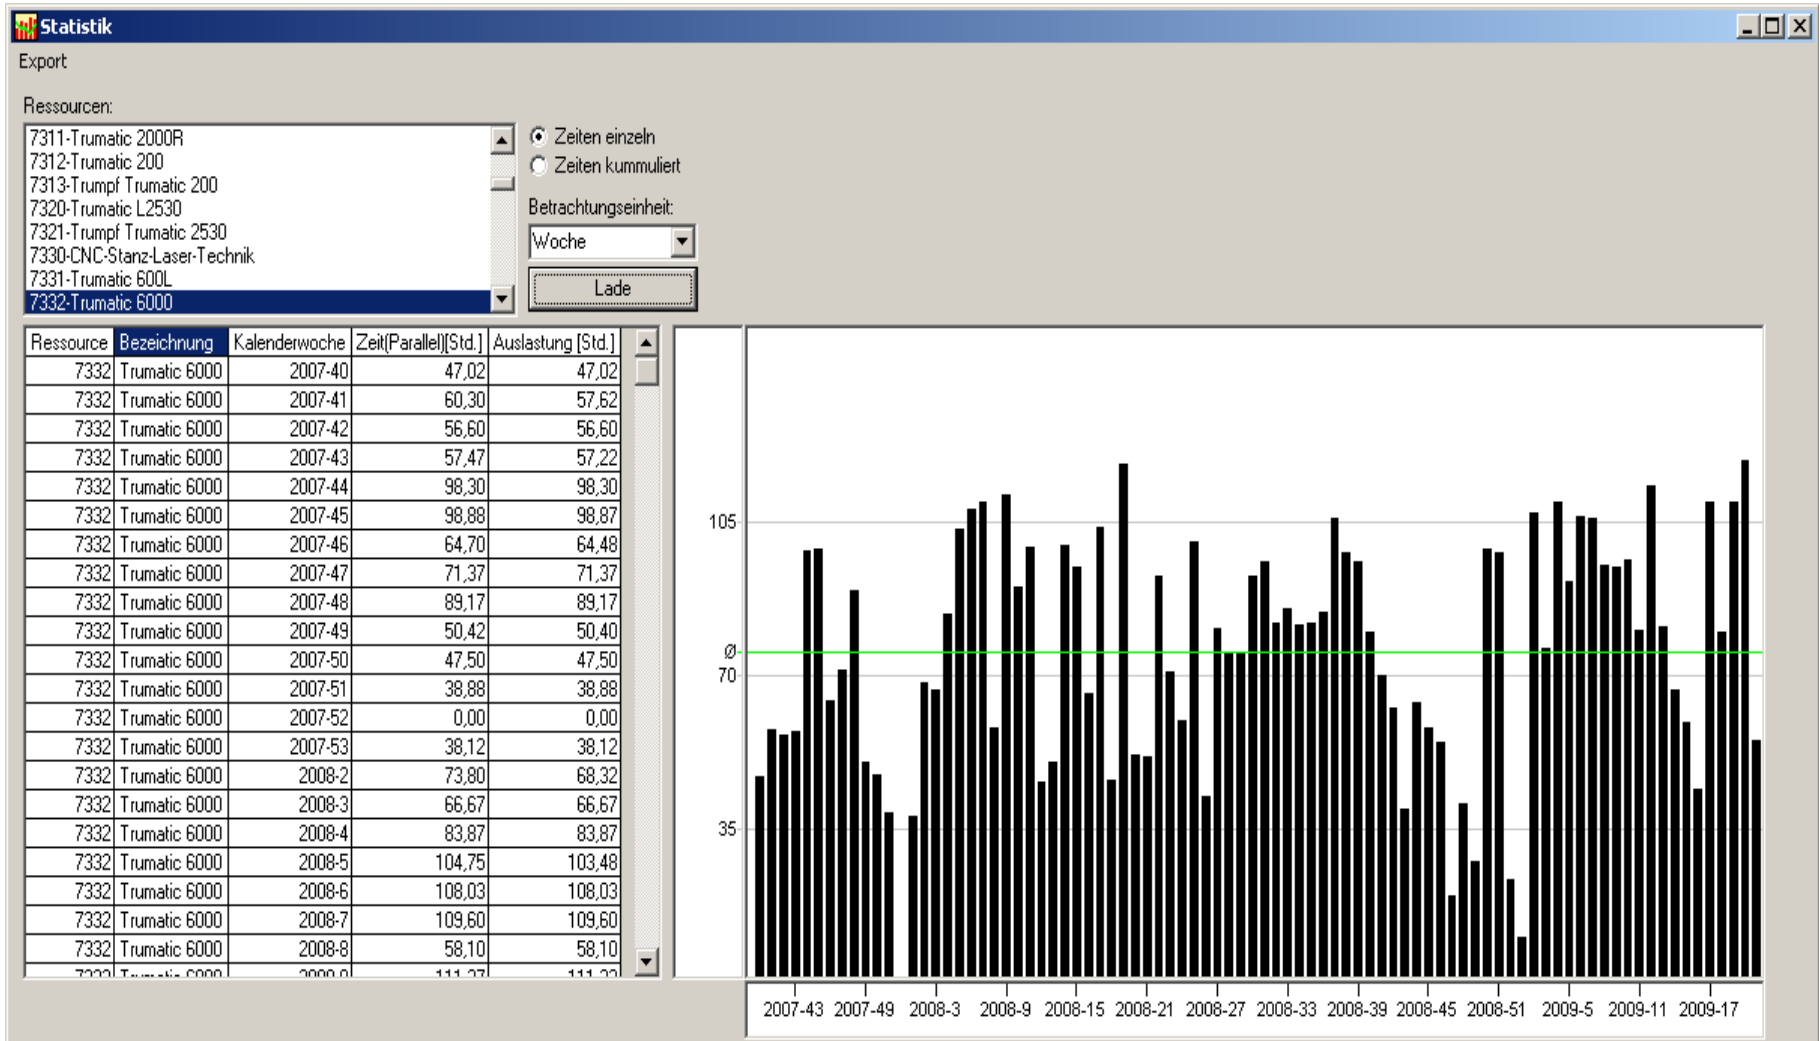 Statistik
Export
Ressourcen:
7311-Trumatic 2000R
7312-Trumatic 200
7313-Trumpf Trumatic 200
7320-Trumatic L2530
7321-Trumpf Trumatic 2530
7330-CNC-Stanz-Laser-Technik
7331-Trumatic 600L
7332-Trumatic 6000
Zeiten einzeln
Zeiten kummuliert
Betrachtungseinheit:
Woche
Lade
Ressource Bezeichnung Kalenderwoche Zeit(Parallel)[Std.] Auslastung [Std.]
7332 Trumatic 6000 2007-40 47,02 47,02
7332 Trumatic 6000 2007-41 60,30 57,62
7332 Trumatic 6000 2007-42 56,60 56,60
7332 Trumatic 6000 2007-43 57,47 57,22
7332 Trumatic 6000 2007-44 98,30 98,30
7332 Trumatic 6000 2007-45 98,88 98,87
7332 Trumatic 6000 2007-46 64,70 64,48
7332 Trumatic 6000 2007-47 71,37 71,37
7332 Trumatic 6000 2007-48 89,17 89,17
7332 Trumatic 6000 2007-49 50,42 50,40
7332 Trumatic 6000 2007-50 47,50 47,50
7332 Trumatic 6000 2007-51 38,88 38,88
7332 Trumatic 6000 2007-52 0,00 0,00
7332 Trumatic 6000 2007-53 38,12 38,12
7332 Trumatic 6000 2008-2 73,80 68,32
7332 Trumatic 6000 2008-3 66,67 66,67
7332 Trumatic 6000 2008-4 83,87 83,87
7332 Trumatic 6000 2008-5 104,75 103,48
7332 Trumatic 6000 2008-6 108,03 108,03
7332 Trumatic 6000 2008-7 109,60 109,60
7332 Trumatic 6000 2008-8 58,10 58,10
105
Ø
70
35
2007-43 2007-49 2008-3 2008-9 2008-15 2008-21 2008-27 2008-33 2008-39 2008-45 2008-51 2009-5 2009-11 2009-17